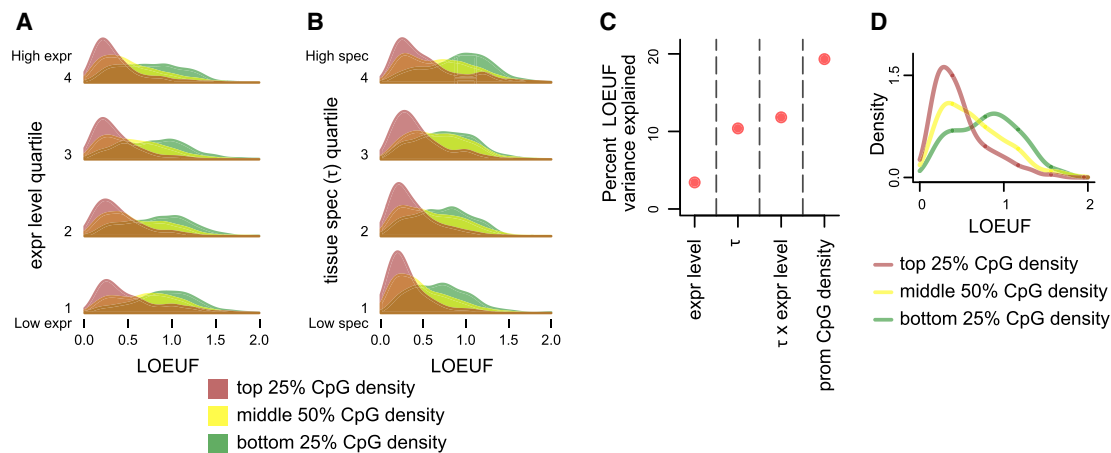 A
High expr
4
3
2
1
Low expr
expr level quartile
0.0 0.5 1.0 1.5 2.0
LOEUF
B
High spec
4
3
2
1
Low spec
tissue spec (τ) quartile
0.0 0.5 1.0 1.5 2.0
LOEUF
top 25% CpG density
middle 50% CpG density
bottom 25% CpG density
C
Percent LOEUF
variance explained
20
10
0
expr level
τ
τ x expr level
prom CpG density
D
Density
1.5
0.0
0 1 2
LOEUF
top 25% CpG density
middle 50% CpG density
bottom 25% CpG density